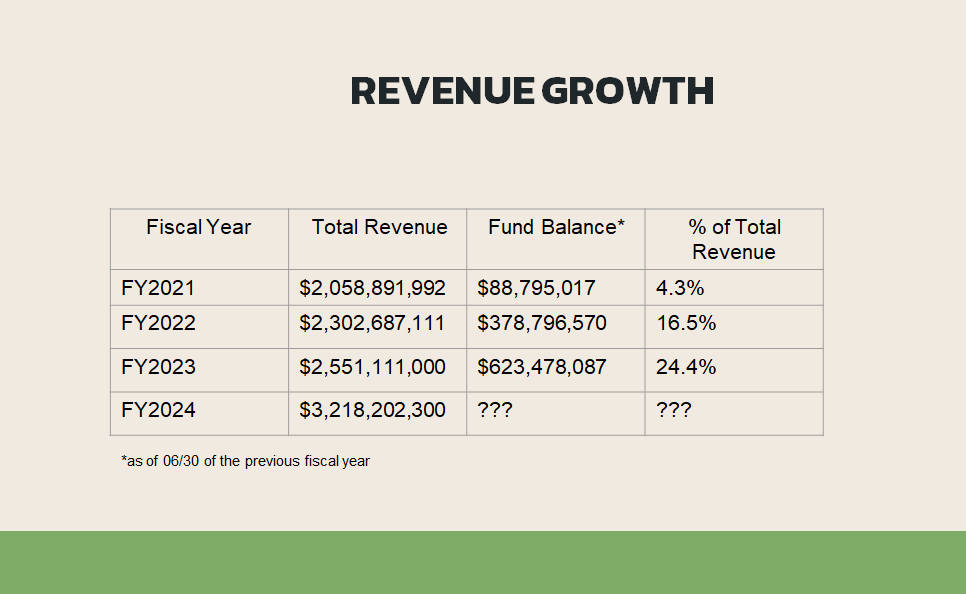 REVENUE GROWTH
Fiscal Year Total Revenue Fund Balance* % of Total Revenue
FY2021 $2,058,891,992 $88,795,017 4.3%
FY2022 $2,302,687,111 $378,796,570 16.5%
FY2023 $2,551,111,000 $623,478,087 24.4%
FY2024 $3,218,202,300 ??? ???
*as of 06/30 of the previous fiscal year